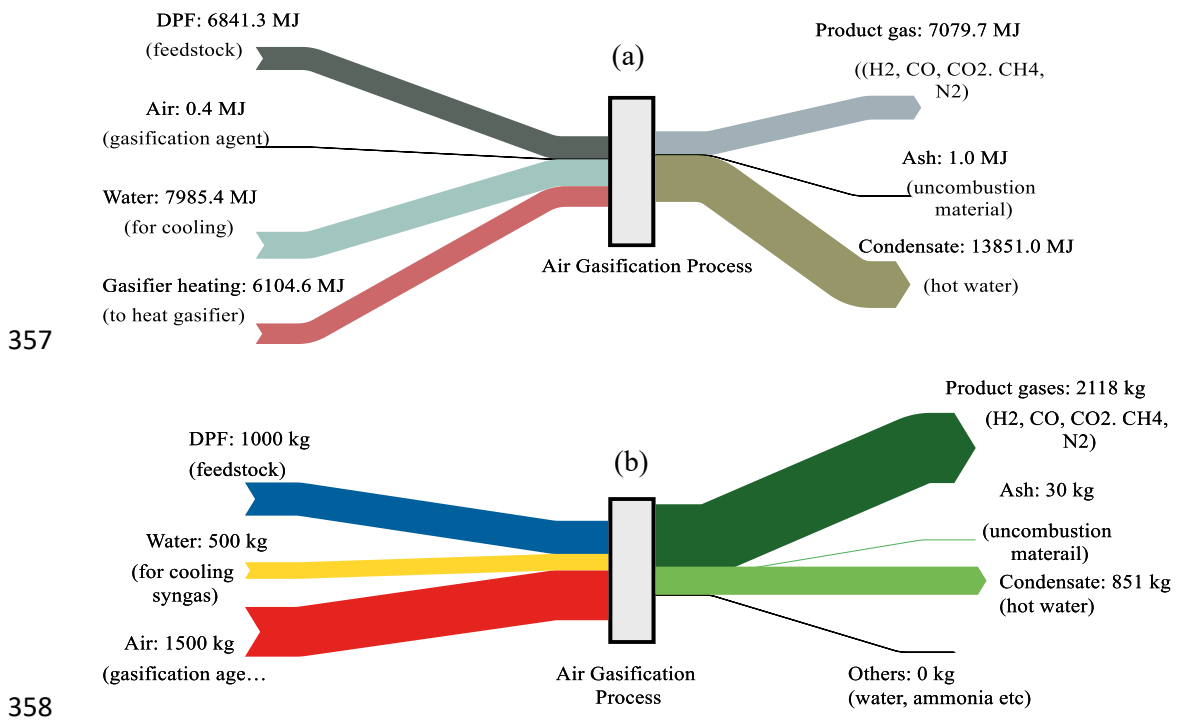 DPF: 6841.3 MJ
(feedstock)
Air: 0.4 MJ
(gasification agent)
Water: 7985.4 MJ
(for cooling)
Gasifier heating: 6104.6 MJ
(to heat gasifier)
(a)
Air Gasification Process
Product gas: 7079.7 MJ
((H2, CO, CO2. CH4,
N2)
Ash: 1.0 MJ
(uncombustion
material)
Condensate: 13851.0 MJ
(hot water)
357
DPF: 1000 kg
(feedstock)
Water: 500 kg
(for cooling
syngas)
Air: 1500 kg
(gasification age…
(b)
Air Gasification
Process
Product gases: 2118 kg
(H2, CO, CO2. CH4,
N2)
Ash: 30 kg
(uncombustion
materail)
Condensate: 851 kg
(hot water)
Others: 0 kg
(water, ammonia etc)
358